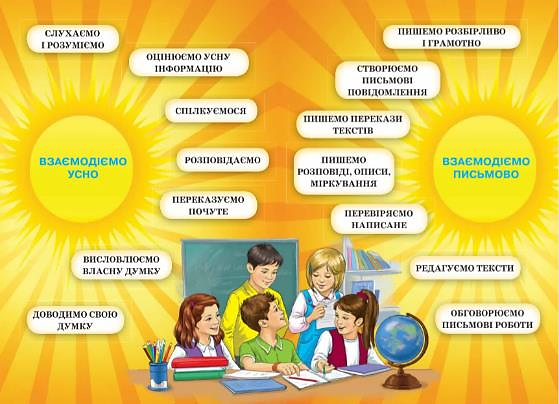 СЛУХАЄМО
І РОЗУМІЄМО
ОЦІНЮЄМО УСНУ
ІНФОРМАЦІЮ
СПІЛКУЄМОСЯ
ВЗАЄМОДІЄМО
УСНО
РОЗПОВІДАЄМО
ПЕРЕКАЗУЄМО
ПОЧУТЕ
ВИСЛОВЛЮЄМО
ВЛАСНУ ДУМКУ
ДОВОДИМО СВОЮ
ДУМКУ
ПИШЕМО РОЗБІРЛИВО
І ГРАМОТНО
СТВОРЮЄМО
ПИСЬМОВІ
ПОВІДОМЛЕННЯ
ПИШЕМО ПЕРЕКАЗИ
ТЕКСТІВ
ПИШЕМО
РОЗПОВІДІ, ОПИСИ,
МІРКУВАННЯ
ВЗАЄМОДІЄМО
ПИСЬМОВО
ПЕРЕВІРЯЄМО
НАПИСАНЕ
РЕДАГУЄМО ТЕКСТИ
ОБГОВОРЮЄМО
ПИСЬМОВІ РОБОТИ